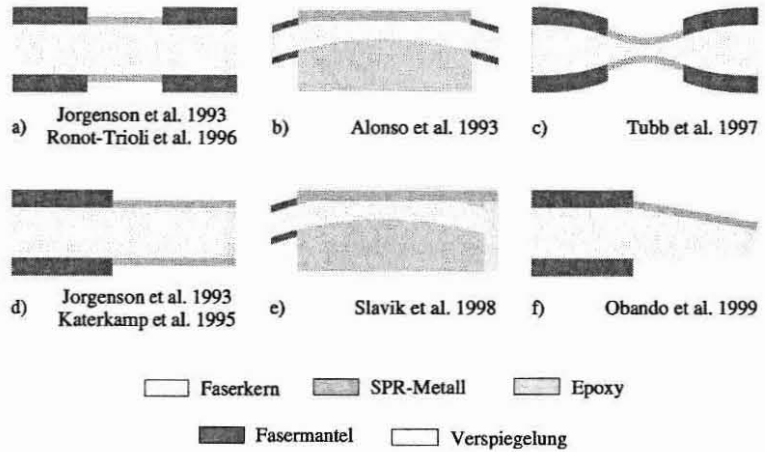 a) Jorgenson et al. 1993
Ronot-Trioli et al. 1996
b) Alonso et al. 1993
c) Tubb et al. 1997
d) Jorgenson et al. 1993
Katerkamp et al. 1995
e) Slavik et al. 1998
f) Obando et al. 1999
Faserkern
SPR-Metall
Epoxy
Fasermantel
Verspiegelung